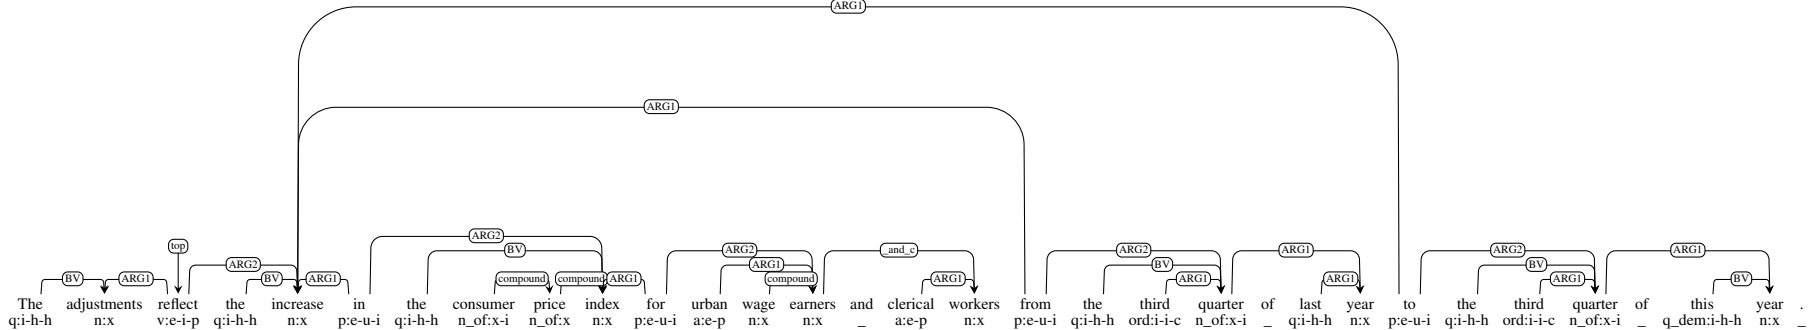 ARG1
ARG1
ARG2
top ARG2 BV ARG2 ARG1 _and_c ARG2 BV ARG1 ARG2 BV ARG1
BV ARG1 BV ARG1 compound compound ARG1 compound ARG1 ARG1 ARG1 ARG1 BV
The adjustments reflect the increase in the consumer price index for urban wage earners and clerical workers from the third quarter of last year to the third quarter of this year .
q:i-h-h n:x v:e-i-p q:i-h-h n:x p:e-u-i q:i-h-h n_of:x-i n_of:x n:x p:e-u-i a:e-p n:x n:x _ a:e-p n:x p:e-u-i q:i-h-h ord:i-i-c n_of:x-i _ q:i-h-h n:x p:e-u-i q:i-h-h ord:i-i-c n_of:x-i _ q_dem:i-h-h n:x _